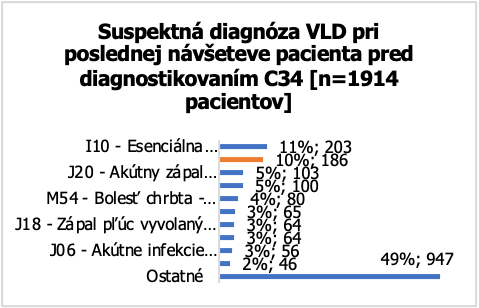 Suspektná diagnóza VLD pri
poslednej návšeteve pacienta pred
diagnostikovaním C34 [n=1914
pacientov]
I10 - Esenciálna ... 11%; 203
10%; 186
J20 - Akútny zápal ... 5%; 103
5%; 100
M54 - Bolesť chrbta - ... 4%; 80
3%; 65
J18 - Zápal pľúc vyvolaný ... 3%; 64
3%; 64
J06 - Akútne infekcie ... 3%; 56
2%; 46
Ostatné 49%; 947